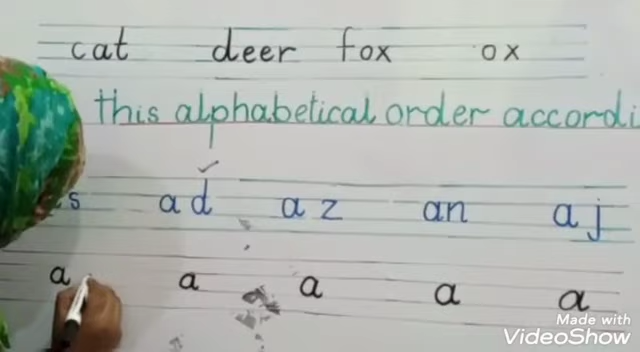 cat deer fox ox
this alphabetical order accordi
s ad az an aj
a a a a a
Made with
VideoShow